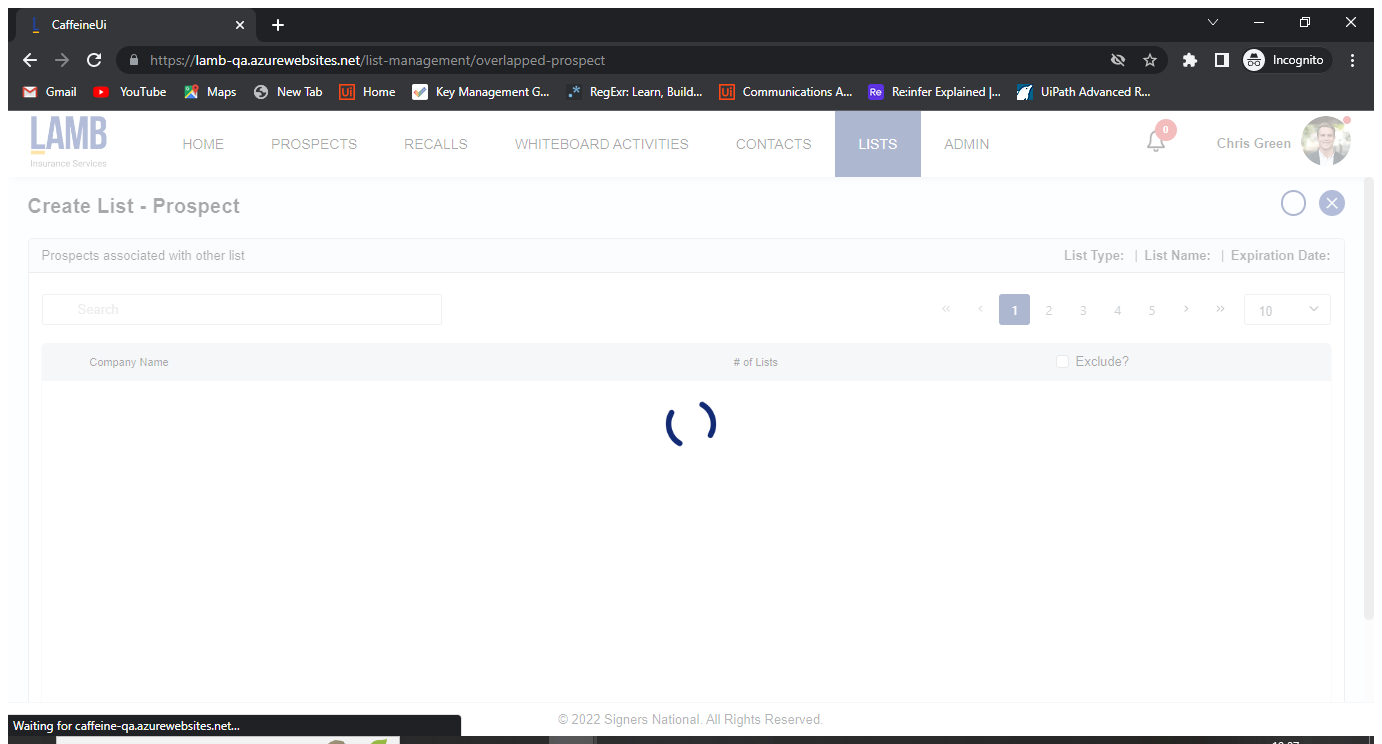 CaffeineUi
https://lamb-qa.azurewebsites.net/list-management/overlapped-prospect
Incognito
Gmail YouTube Maps New Tab Ui Home Key Management G... .* RegExr: Learn, Build... Ui Communications A... Re Re:infer Explained |... UiPath Advanced R...
LAMB
Insurance Services
HOME PROSPECTS RECALLS WHITEBOARD ACTIVITIES CONTACTS LISTS ADMIN 0 Chris Green
Create List - Prospect
Prospects associated with other list List Type: | List Name: | Expiration Date:
Search « ‹ 1 2 3 4 5 › » 10
Company Name # of Lists Exclude?
© 2022 Signers National. All Rights Reserved.
Waiting for caffeine-qa.azurewebsites.net...